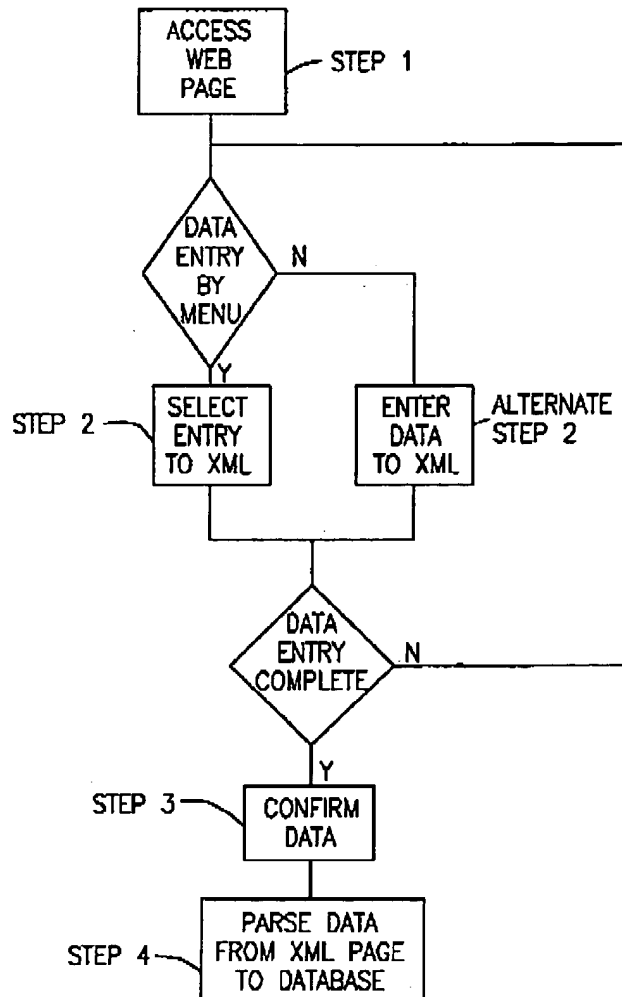 ACCESS
WEB
PAGE
STEP 1
DATA
ENTRY
BY
MENU
N
Y
STEP 2
SELECT
ENTRY
TO XML
ENTER
DATA
TO XML
ALTERNATE
STEP 2
DATA
ENTRY
COMPLETE
N
Y
STEP 3
CONFIRM
DATA
STEP 4
PARSE DATA
FROM XML PAGE
TO DATABASE